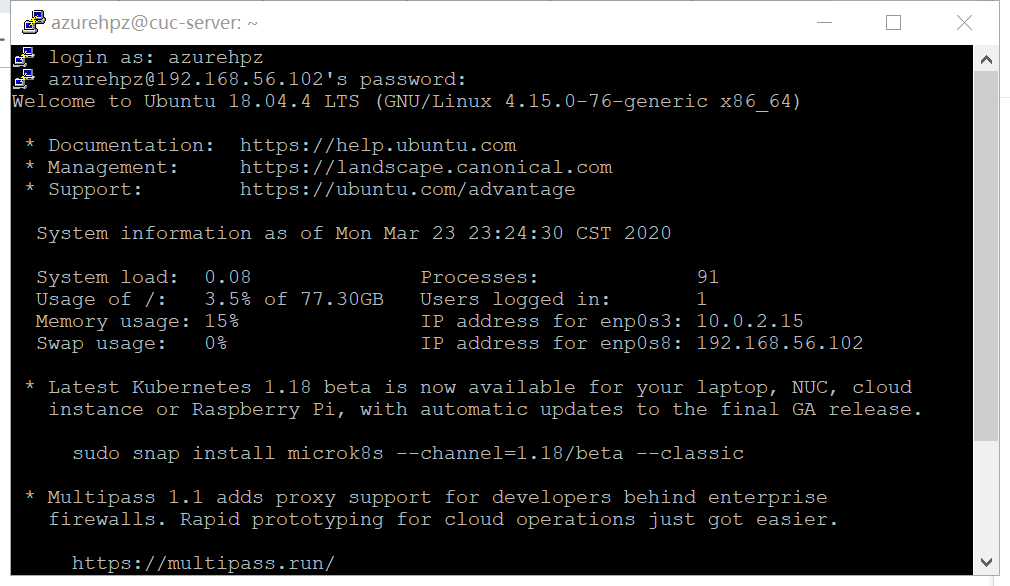 azurehpz@cuc-server: ~
login as: azurehpz
azurehpz@192.168.56.102's password:
Welcome to Ubuntu 18.04.4 LTS (GNU/Linux 4.15.0-76-generic x86_64)
* Documentation:  https://help.ubuntu.com
* Management:     https://landscape.canonical.com
* Support:        https://ubuntu.com/advantage
System information as of Mon Mar 23 23:24:30 CST 2020
System load:  0.08              Processes:             91
Usage of /:   3.5% of 77.30GB   Users logged in:       1
Memory usage: 15%               IP address for enp0s3: 10.0.2.15
Swap usage:   0%                IP address for enp0s8: 192.168.56.102
* Latest Kubernetes 1.18 beta is now available for your laptop, NUC, cloud
instance or Raspberry Pi, with automatic updates to the final GA release.
sudo snap install microk8s --channel=1.18/beta --classic
* Multipass 1.1 adds proxy support for developers behind enterprise
firewalls. Rapid prototyping for cloud operations just got easier.
https://multipass.run/